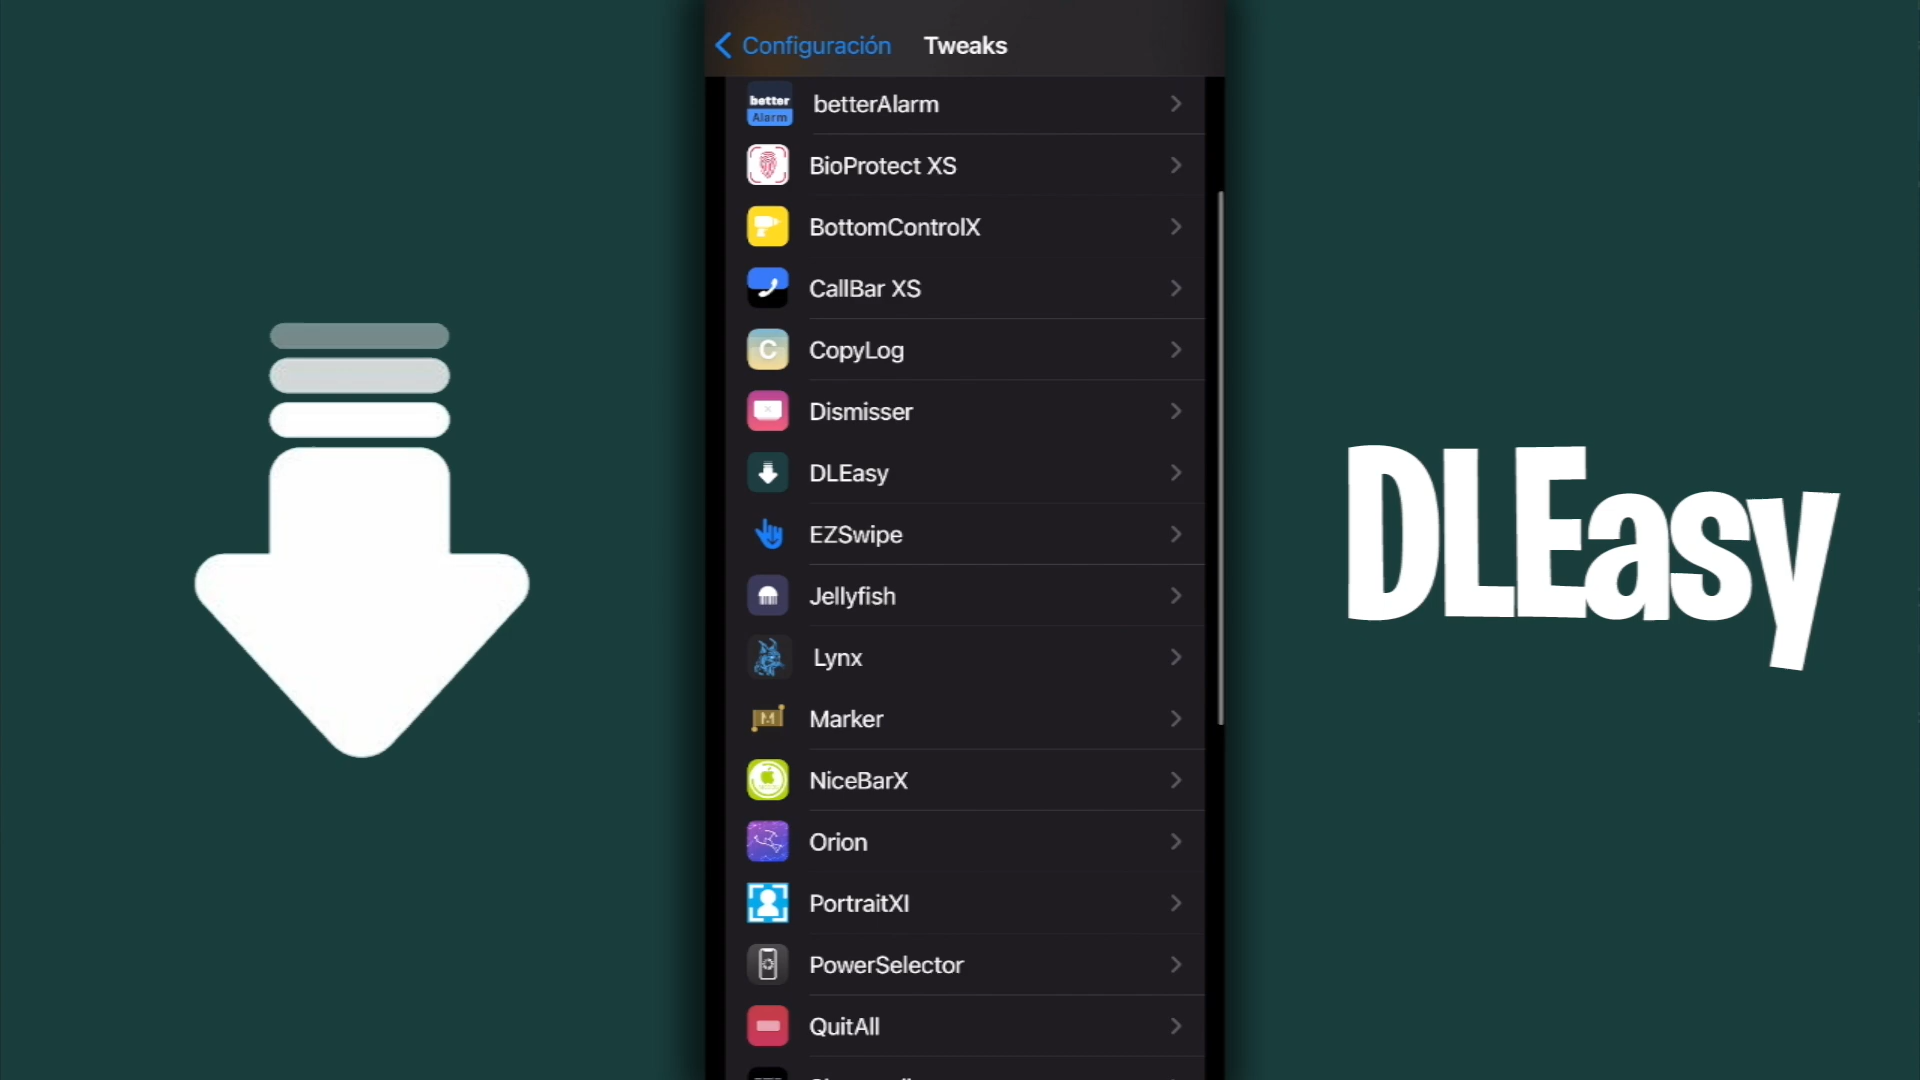 Configuración Tweaks
better
Alarm
betterAlarm
BioProtect XS
BottomControlX
CallBar XS
C
CopyLog
Dismisser
DLEasy
EZSwipe
Jellyfish
Lynx
M
Marker
NiceBarX
Orion
PortraitXI
PowerSelector
QuitAll
DLEasy